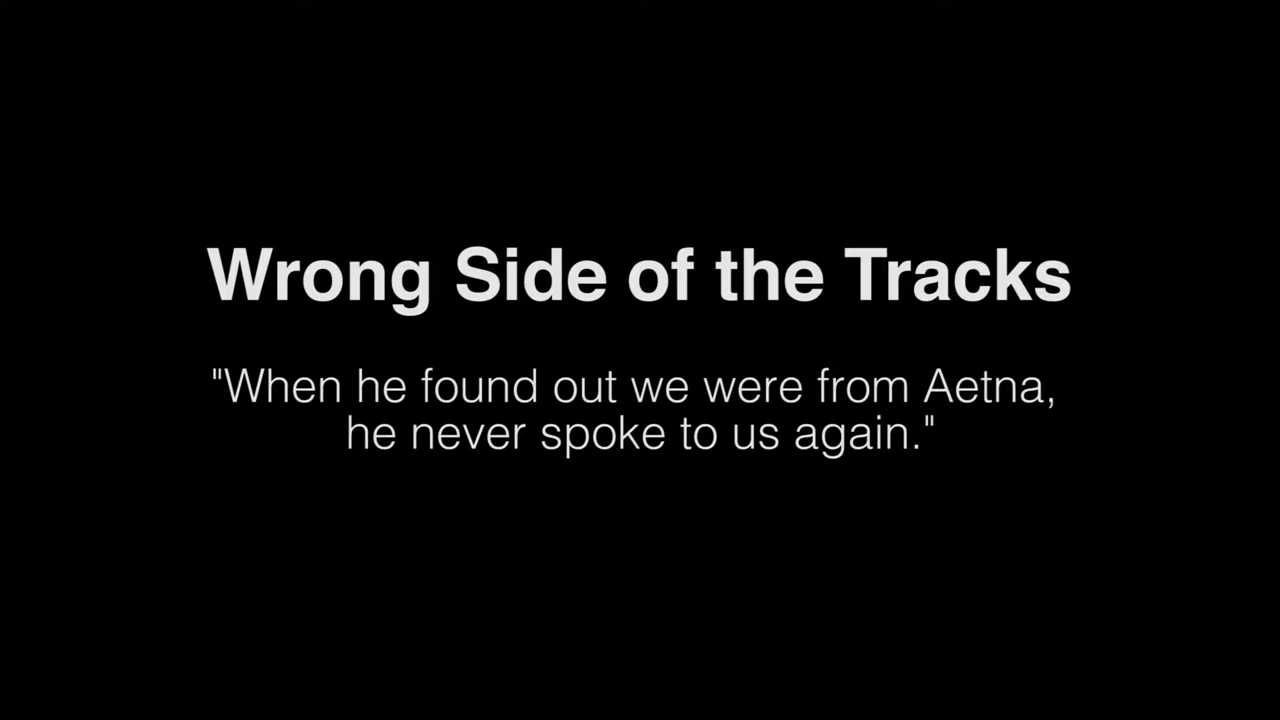 Wrong Side of the Tracks
"When he found out we were from Aetna,
he never spoke to us again."